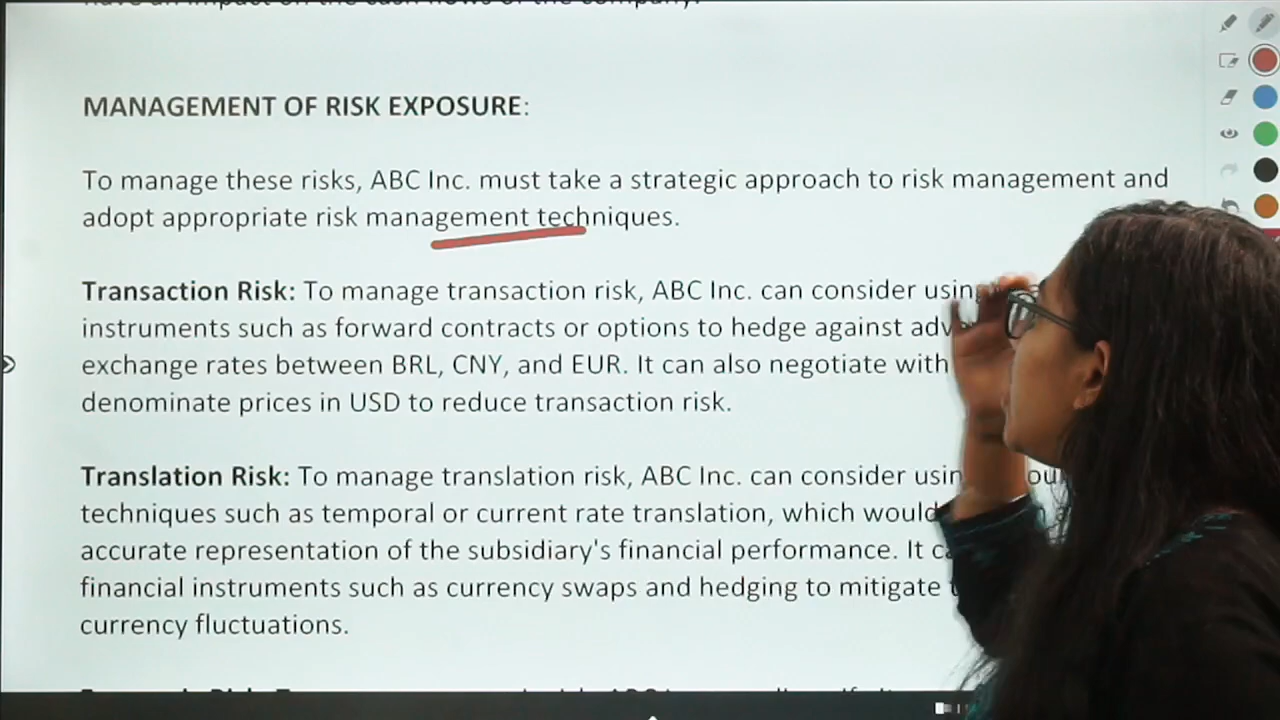 MANAGEMENT OF RISK EXPOSURE:
To manage these risks, ABC Inc. must take a strategic approach to risk management and
adopt appropriate risk management techniques.
Transaction Risk: To manage transaction risk, ABC Inc. can consider using
instruments such as forward contracts or options to hedge against
exchange rates between BRL, CNY, and EUR. It can also negotiate with
denominate prices in USD to reduce transaction risk.
Translation Risk: To manage translation risk, ABC Inc. can consider
techniques such as temporal or current rate translation, which would
accurate representation of the subsidiary's financial performance. It
financial instruments such as currency swaps and hedging to mitigate
currency fluctuations.